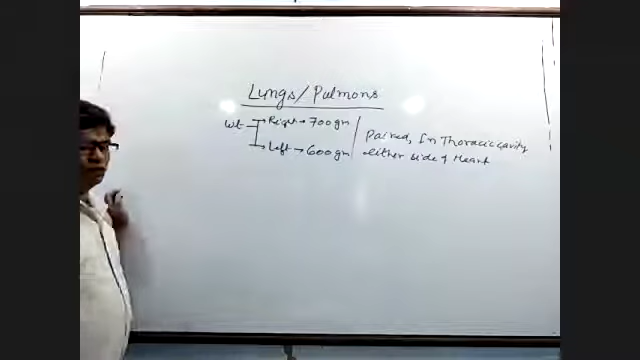 Lungs/Pulmons
Wt → Right → 700 gm
→ Left → 600 gm
Paired, In Thoracic cavity
either side of Heart